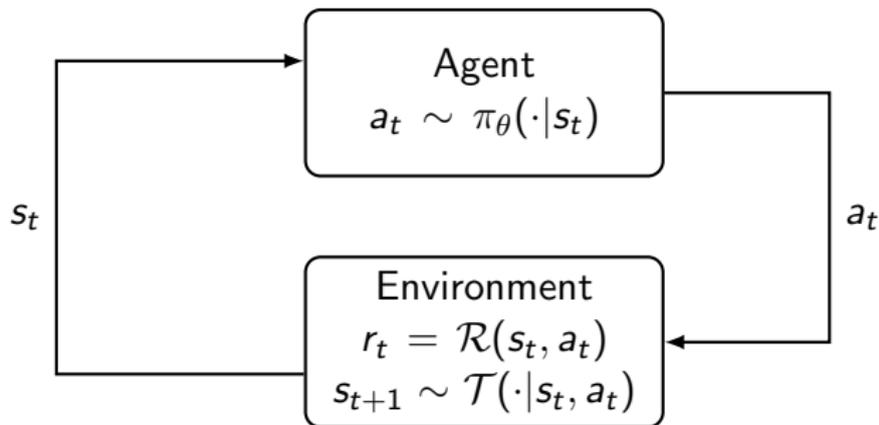 Agent
a_t ∼ π_θ(·|s_t)
s_t
a_t
Environment
r_t = ℛ(s_t, a_t)
s_{t+1} ∼ 𝒯(·|s_t, a_t)